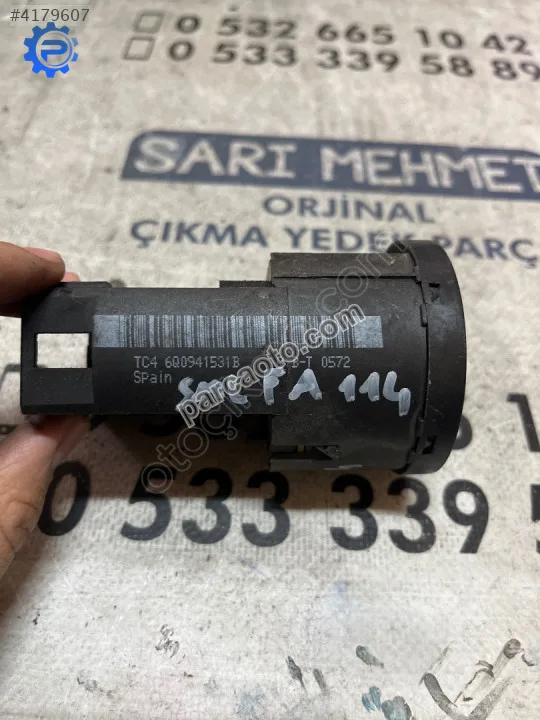 #4179607
0 532 665 10 42
0 533 339 58 89
SARI MEHMET
ORJİNAL
ÇIKMA YEDEK PARÇ
TC4 6Q0941531B
-T 0572
Spain
114
parcaoto.com
0 533 339 5